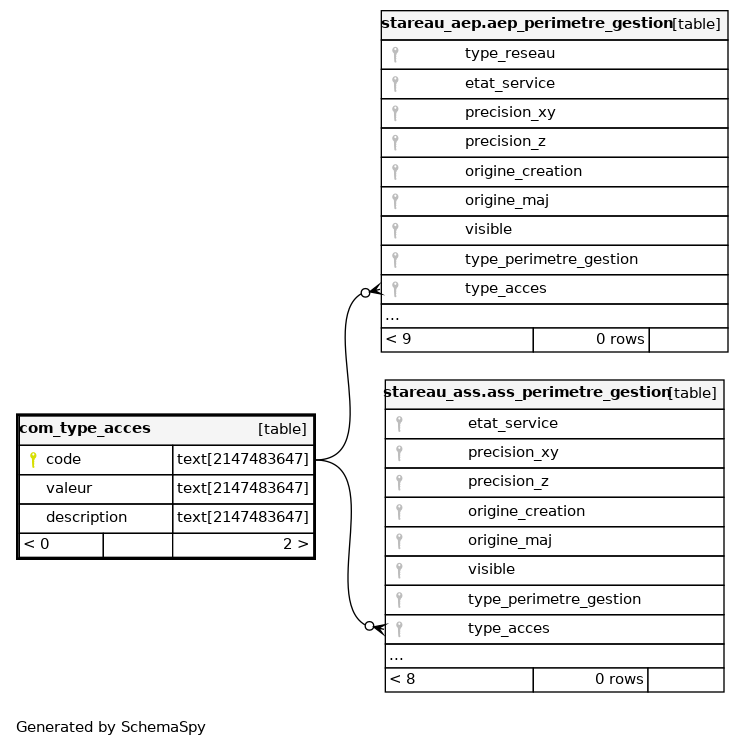 stareau_aep.aep_perimetre_gestion [table]
type_reseau
etat_service
precision_xy
precision_z
origine_creation
origine_maj
visible
type_perimetre_gestion
type_acces
...
< 9 0 rows
stareau_ass.ass_perimetre_gestion [table]
etat_service
precision_xy
precision_z
origine_creation
origine_maj
visible
type_perimetre_gestion
type_acces
...
< 8 0 rows
com_type_acces [table]
code text[2147483647]
valeur text[2147483647]
description text[2147483647]
< 0 2 >
Generated by SchemaSpy